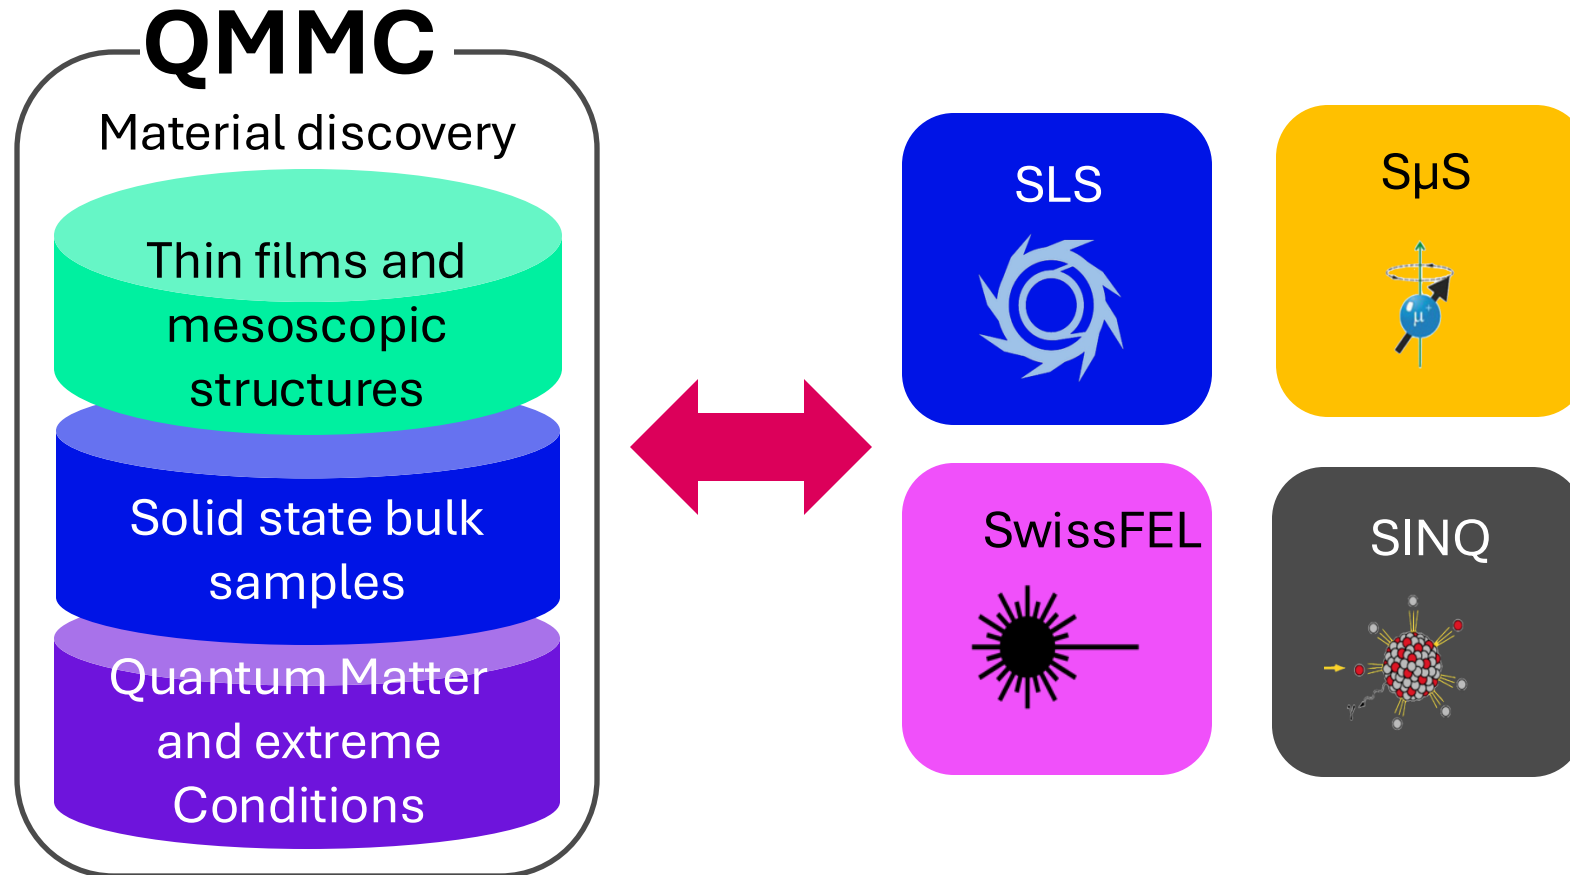 QMMC
Material discovery
Thin films and
mesoscopic
structures
Solid state bulk
samples
Quantum Matter
and extreme
Conditions
SLS
SµS
µ⁺
SwissFEL
SINQ
γ